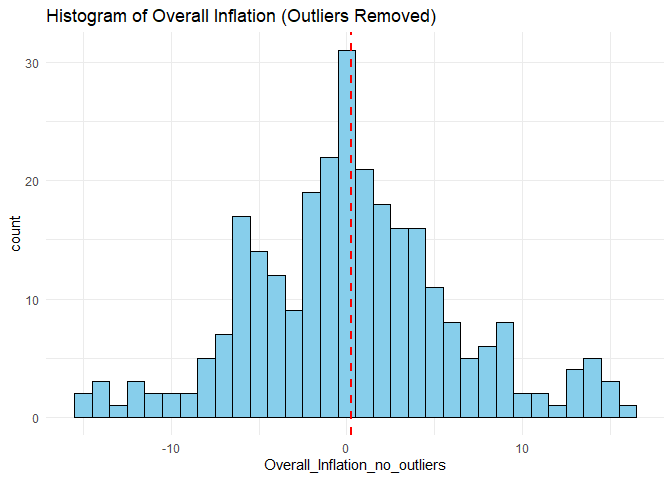 Histogram of Overall Inflation (Outliers Removed)
30
20
10
0
count
-10
0
10
Overall_Inflation_no_outliers